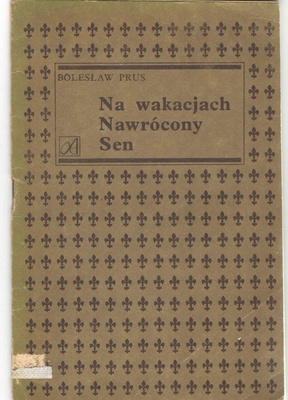 BOLESŁAW PRUS
Na wakacjach
Nawrócony
Sen